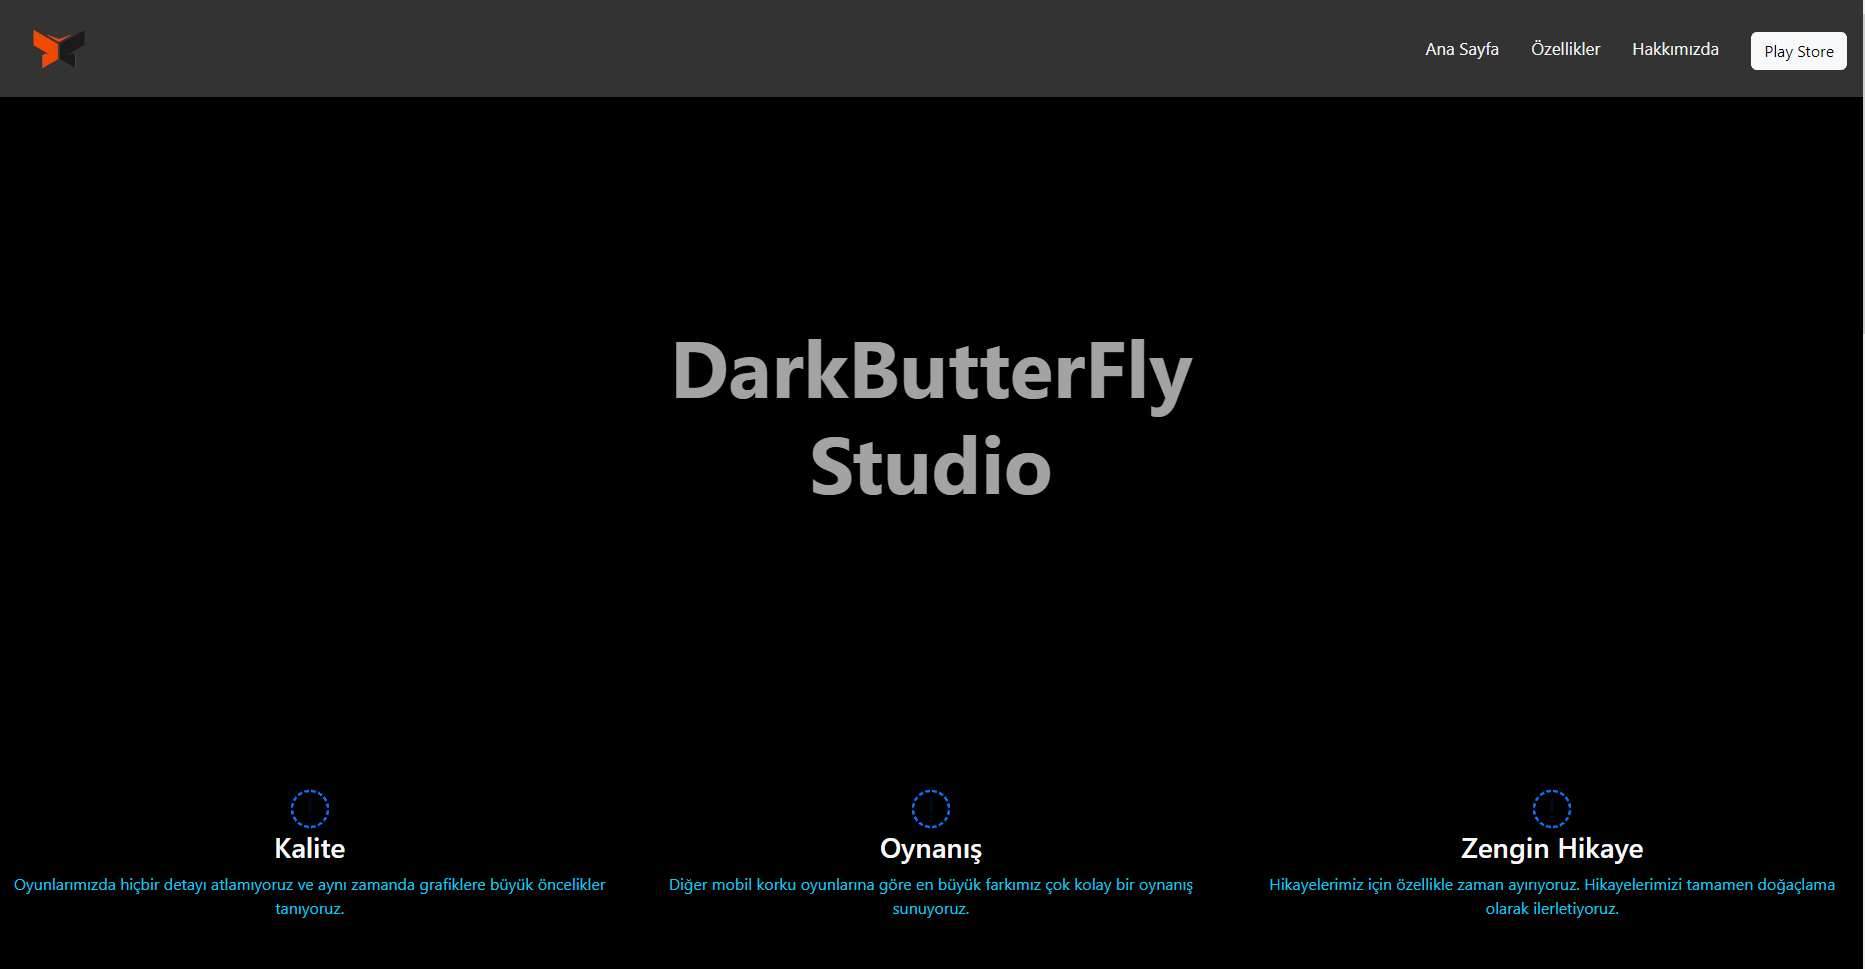 Ana Sayfa Özellikler Hakkımızda Play Store
DarkButterFly
Studio
Kalite
Oyunlarımızda hiçbir detayı atlamıyoruz ve aynı zamanda grafiklere büyük öncelikler
tanıyoruz.
Oynanış
Diğer mobil korku oyunlarına göre en büyük farkımız çok kolay bir oynanış
sunuyoruz.
Zengin Hikaye
Hikayelerimiz için özellikle zaman ayırıyoruz. Hikayelerimizi tamamen doğaçlama
olarak ilerletiyoruz.